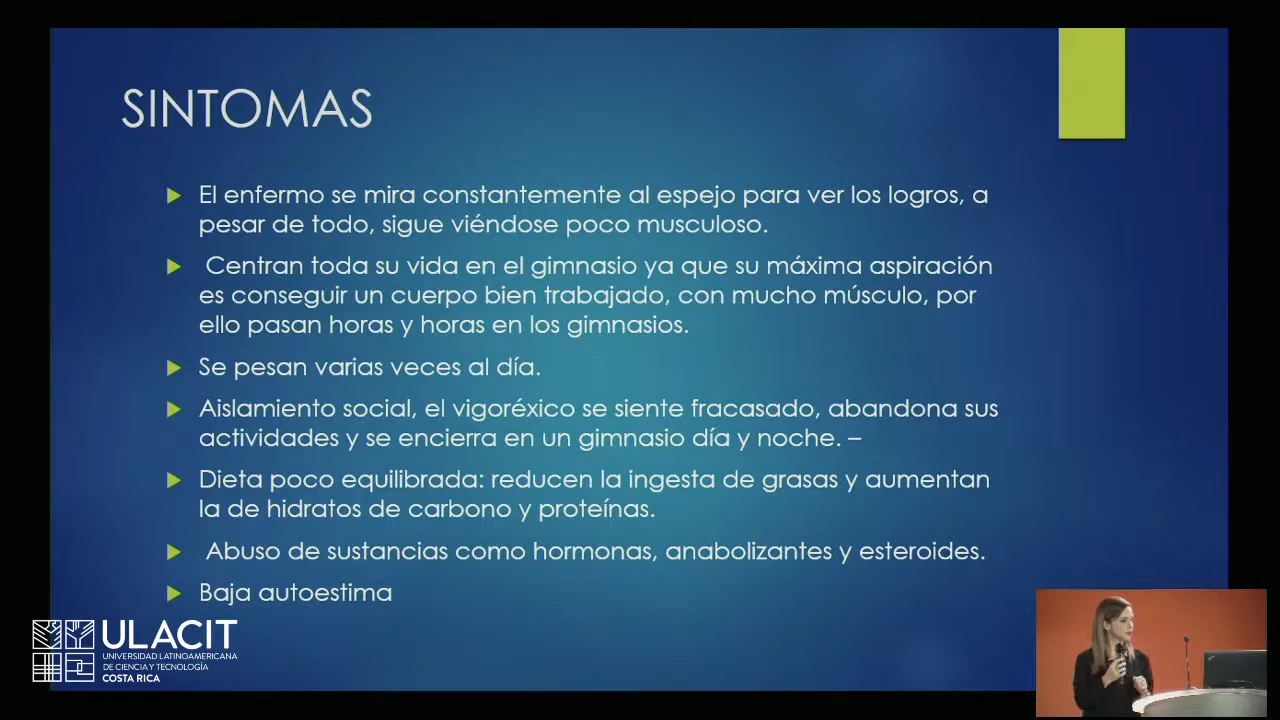 SINTOMAS
El enfermo se mira constantemente al espejo para ver los logros, a
pesar de todo, sigue viéndose poco musculoso.
Centran toda su vida en el gimnasio ya que su máxima aspiración
es conseguir un cuerpo bien trabajado, con mucho músculo, por
ello pasan horas y horas en los gimnasios.
Se pesan varias veces al día.
Aislamiento social, el vigoréxico se siente fracasado, abandona sus
actividades y se encierra en un gimnasio día y noche. –
Dieta poco equilibrada: reducen la ingesta de grasas y aumentan
la de hidratos de carbono y proteínas.
Abuso de sustancias como hormonas, anabolizantes y esteroides.
Baja autoestima
ULACIT
UNIVERSIDAD LATINOAMERICANA
DE CIENCIA Y TECNOLOGÍA
COSTA RICA